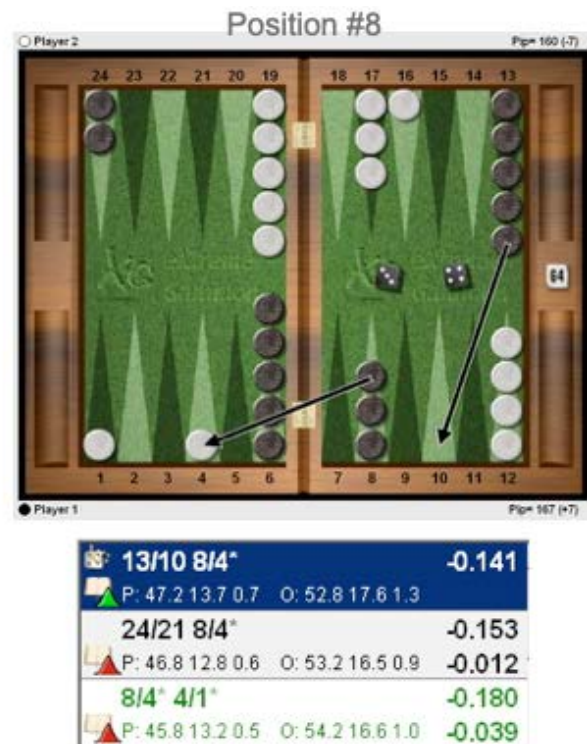 Position #8
Player 2 Pip= 160 (-7)
24 23 22 21 20 19 18 17 16 15 14 13
eXtreme Gammon
64
1 2 3 4 5 6 7 8 9 10 11 12
Player 1 Pip= 167 (+7)
13/10 8/4* -0.141
P: 47.2 13.7 0.7 O: 52.8 17.6 1.3
24/21 8/4* -0.153
P: 46.8 12.8 0.6 O: 53.2 16.5 0.9 -0.012
8/4* 4/1* -0.180
P: 45.8 13.2 0.5 O: 54.2 16.6 1.0 -0.039